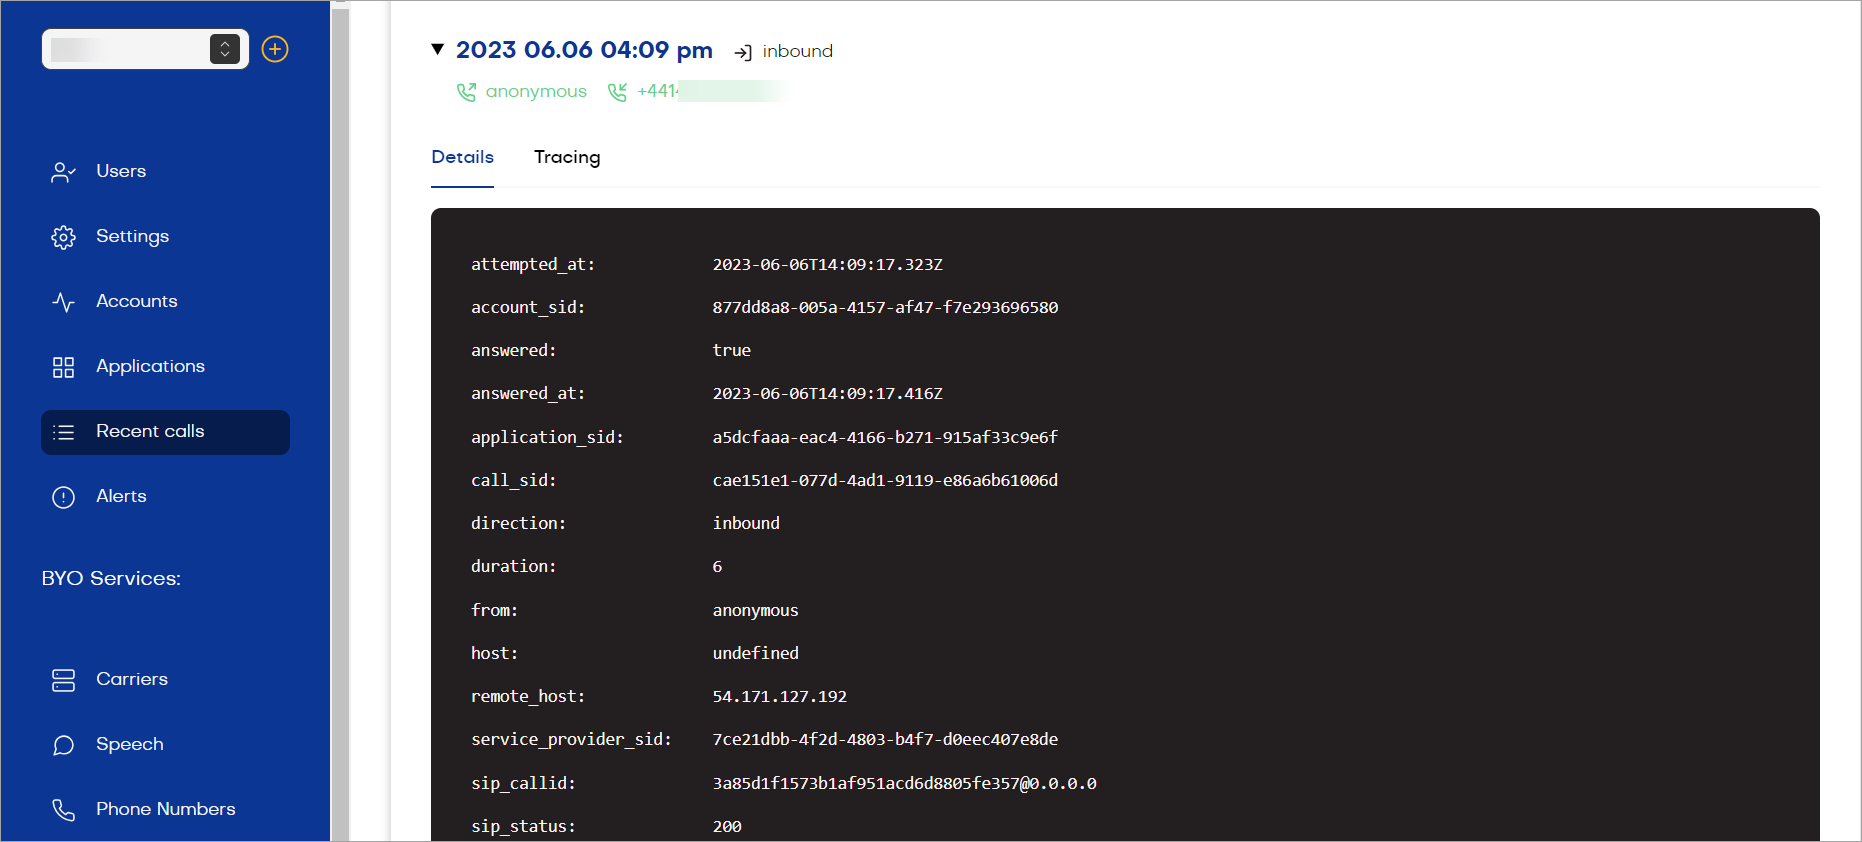 Users
Settings
Accounts
Applications
Recent calls
Alerts
BYO Services:
Carriers
Speech
Phone Numbers
2023 06.06 04:09 pm inbound
anonymous +441
Details Tracing
attempted_at: 2023-06-06T14:09:17.323Z
account_sid: 877dd8a8-005a-4157-af47-f7e293696580
answered: true
answered_at: 2023-06-06T14:09:17.416Z
application_sid: a5dcfaaa-eac4-4166-b271-915af33c9e6f
call_sid: cae151e1-077d-4ad1-9119-e86a6b61006d
direction: inbound
duration: 6
from: anonymous
host: undefined
remote_host: 54.171.127.192
service_provider_sid: 7ce21dbb-4f2d-4803-b4f7-d0eec407e8de
sip_callid: 3a85d1f1573b1af951acd6d8805fe357@0.0.0.0
sip_status: 200